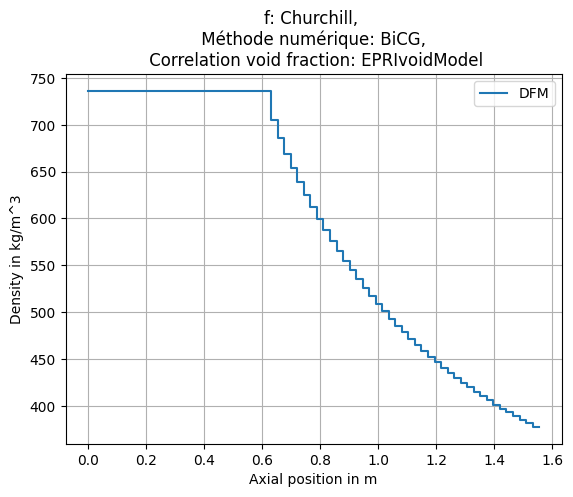 f: Churchill,
Méthode numérique: BiCG,
Correlation void fraction: EPRIvoidModel
DFM
Density in kg/m^3
750
700
650
600
550
500
450
400
0.0 0.2 0.4 0.6 0.8 1.0 1.2 1.4 1.6
Axial position in m